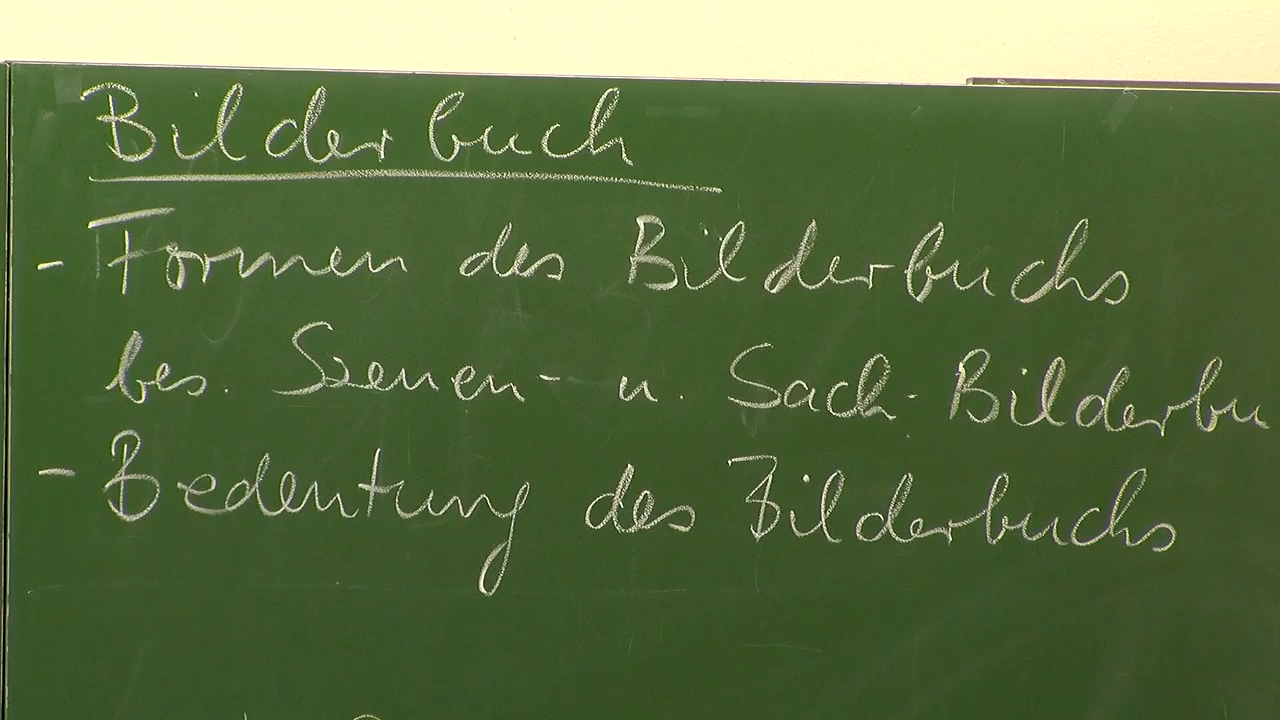 Bilderbuch
- Formen des Bilderbuchs
bes. Szenen- u. Sach-Bilderbu
- Bedeutung des Bilderbuchs